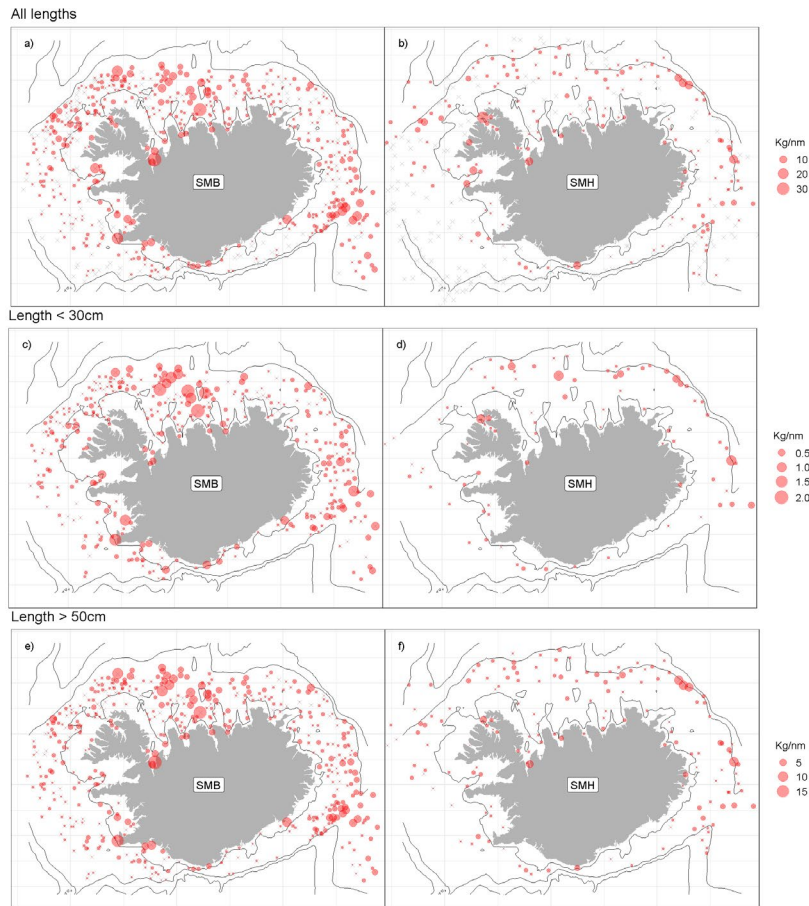 All lengths
a)
b)
SMB
SMH
Kg/nm
10
20
30
Length < 30cm
c)
d)
SMB
SMH
Kg/nm
0.5
1.0
1.5
2.0
Length > 50cm
e)
f)
SMB
SMH
Kg/nm
5
10
15